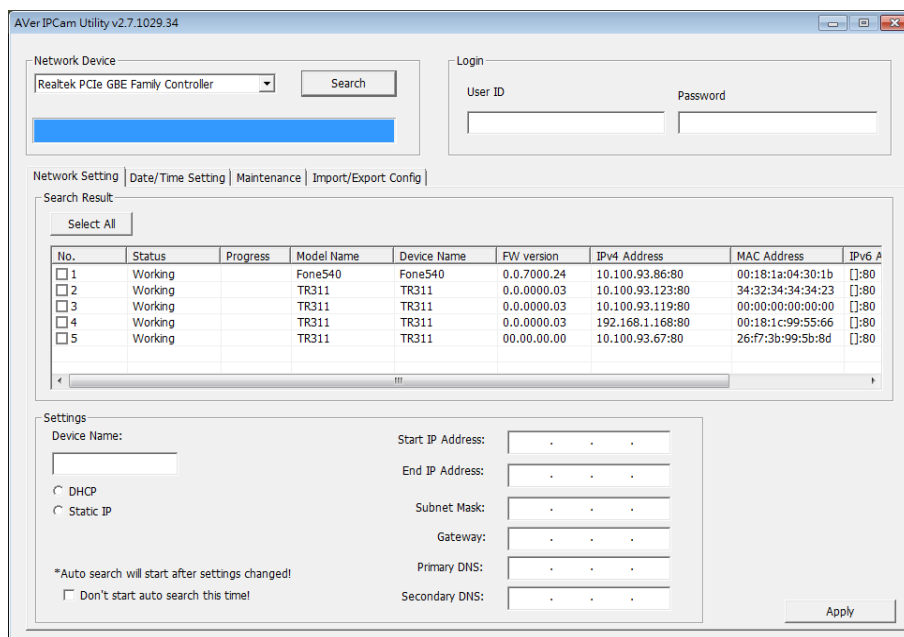 AVer IPCam Utility v2.7.1029.34
Network Device
Realtek PCIe GBE Family Controller
Search
Login
User ID
Password
Network Setting
Date/Time Setting
Maintenance
Import/Export Config
Search Result
Select All
No. Status Progress Model Name Device Name FW version IPv4 Address MAC Address IPv6 A
1 Working Fone540 Fone540 0.0.7000.24 10.100.93.86:80 00:18:1a:04:30:1b []:80
2 Working TR311 TR311 0.0.0000.03 10.100.93.123:80 34:32:34:34:34:23 []:80
3 Working TR311 TR311 0.0.0000.03 10.100.93.119:80 00:00:00:00:00:00 []:80
4 Working TR311 TR311 0.0.0000.03 192.168.1.168:80 00:18:1c:99:55:66 []:80
5 Working TR311 TR311 00.00.00.00 10.100.93.67:80 26:f7:3b:99:5b:8d []:80
Settings
Device Name:
DHCP
Static IP
*Auto search will start after settings changed!
Don't start auto search this time!
Start IP Address:
End IP Address:
Subnet Mask:
Gateway:
Primary DNS:
Secondary DNS:
Apply